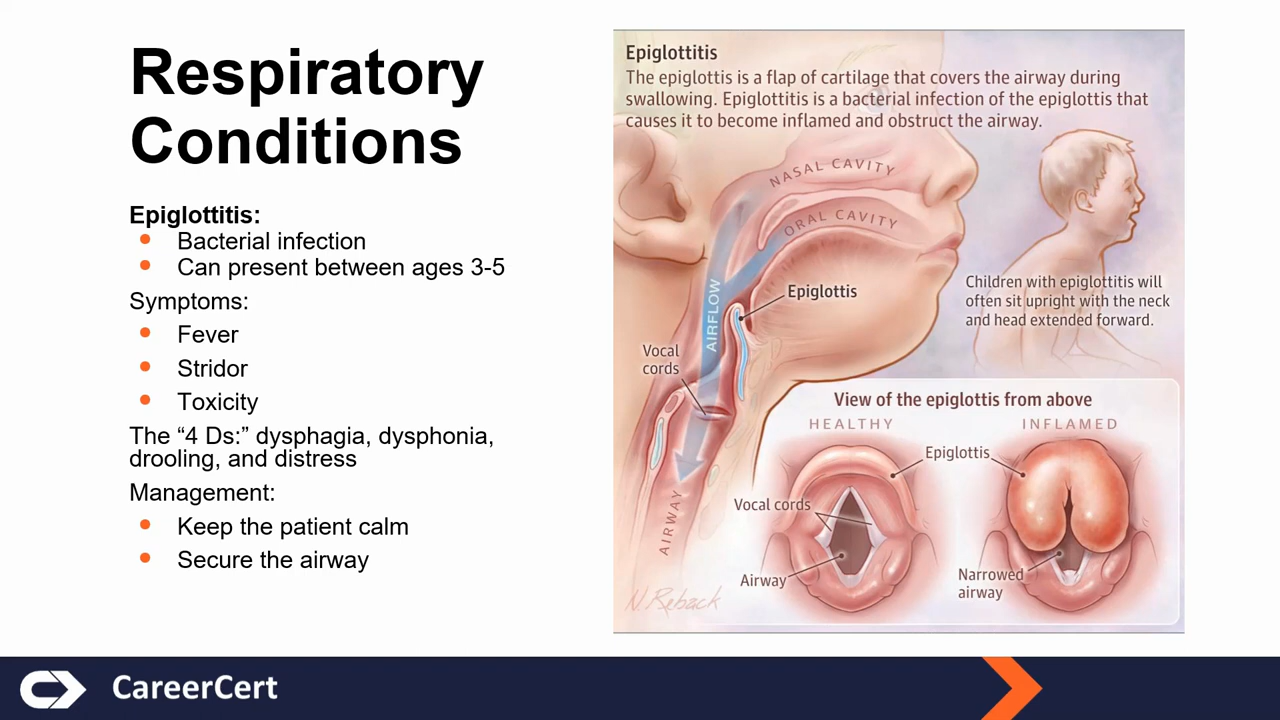 Respiratory
Conditions
Epiglottitis:
Bacterial infection
Can present between ages 3-5
Symptoms:
Fever
Stridor
Toxicity
The “4 Ds:” dysphagia, dysphonia,
drooling, and distress
Management:
Keep the patient calm
Secure the airway
Epiglottitis
The epiglottis is a flap of cartilage that covers the airway during
swallowing. Epiglottitis is a bacterial infection of the epiglottis that
causes it to become inflamed and obstruct the airway.
NASAL CAVITY
ORAL CAVITY
Epiglottis
AIRFLOW
Vocal
cords
AIRWAY
Children with epiglottitis will
often sit upright with the neck
and head extended forward.
View of the epiglottis from above
HEALTHY
INFLAMED
Epiglottis
Vocal cords
Airway
Narrowed
airway
N. Reback
CareerCert